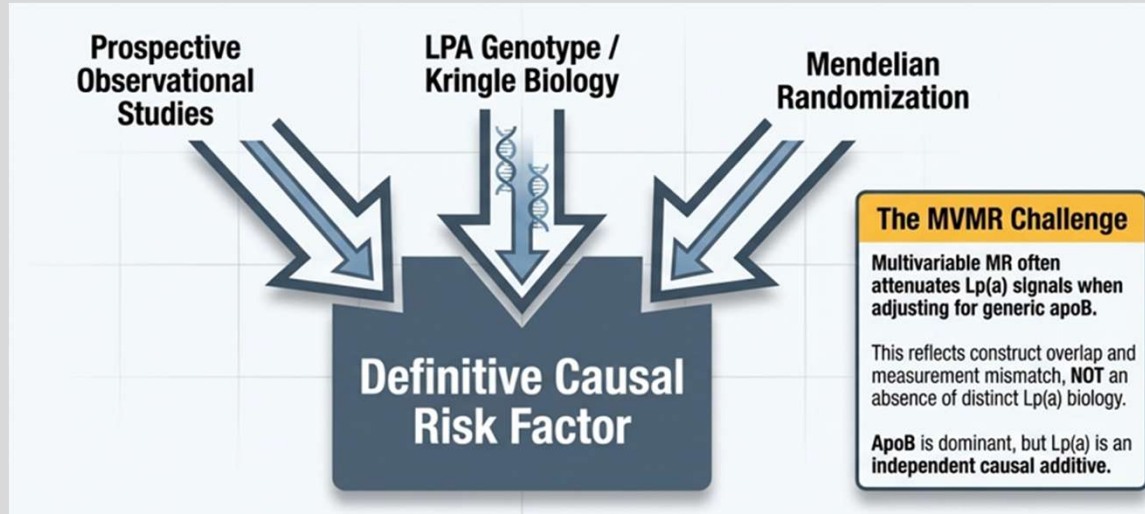 Prospective
Observational
Studies
LPA Genotype /
Kringle Biology
Mendelian
Randomization
Definitive Causal
Risk Factor
The MVMR Challenge
Multivariable MR often
attenuates Lp(a) signals when
adjusting for generic apoB.
This reflects construct overlap and
measurement mismatch, NOT an
absence of distinct Lp(a) biology.
ApoB is dominant, but Lp(a) is an
independent causal additive.